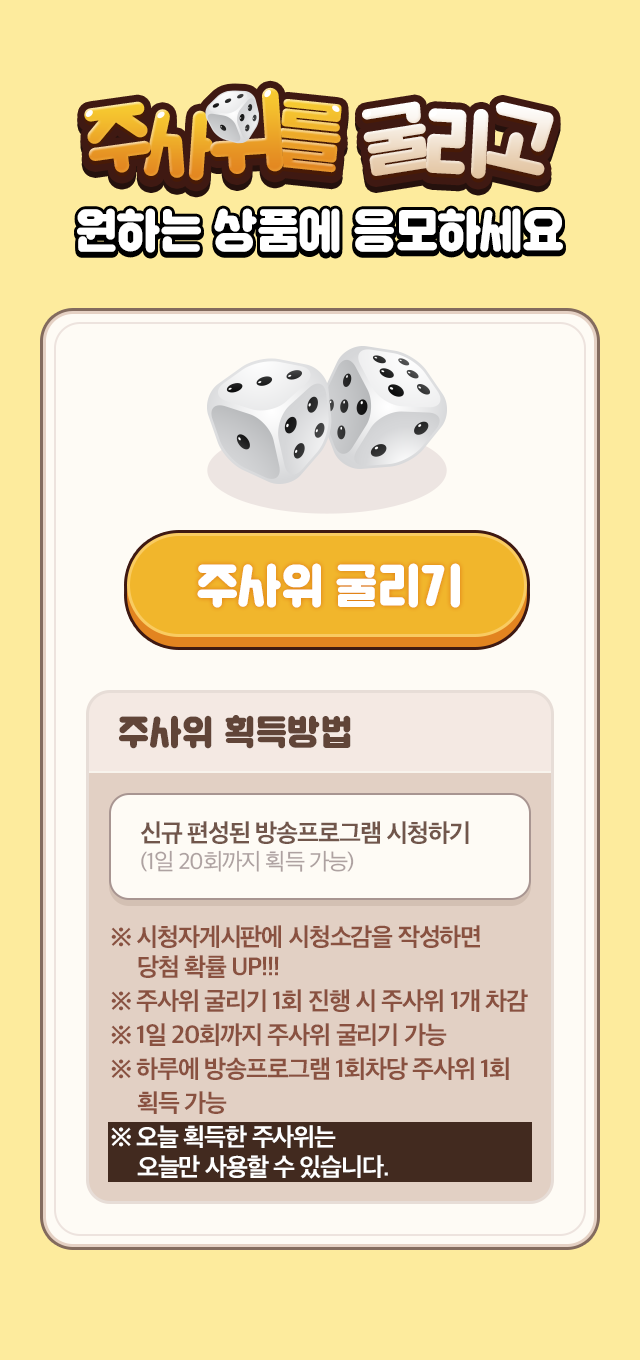 주사위를 굴리고
원하는 상품에 응모하세요
주사위 굴리기
주사위 획득방법
신규 편성된 방송프로그램 시청하기
(1일 20회까지 획득 가능)
※ 시청자게시판에 시청소감을 작성하면
당첨 확률 UP!!!
※ 주사위 굴리기 1회 진행 시 주사위 1개 차감
※ 1일 20회까지 주사위 굴리기 가능
※ 하루에 방송프로그램 1회차당 주사위 1회
획득 가능
※ 오늘 획득한 주사위는
오늘만 사용할 수 있습니다.